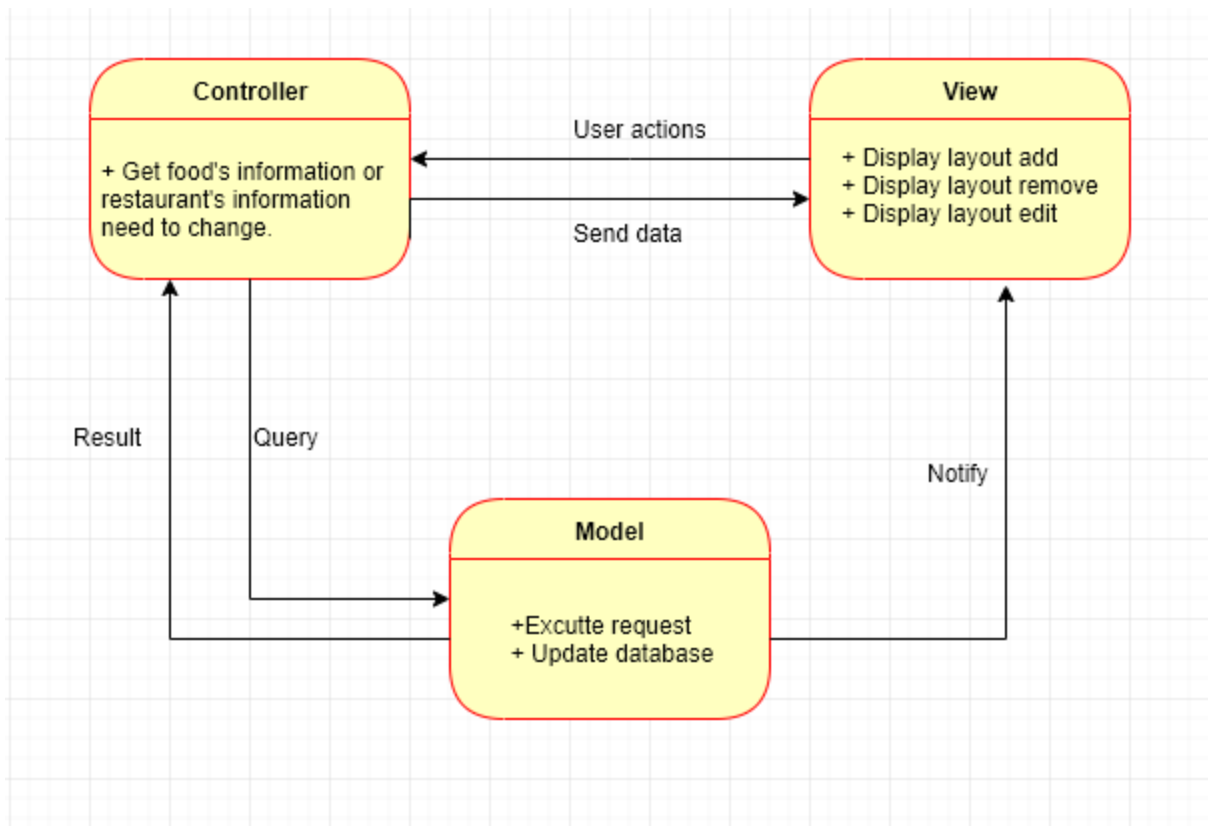 Controller
+ Get food's information or
restaurant's information
need to change.
User actions
Send data
View
+ Display layout add
+ Display layout remove
+ Display layout edit
Result
Query
Notify
Model
+Excutte request
+ Update database